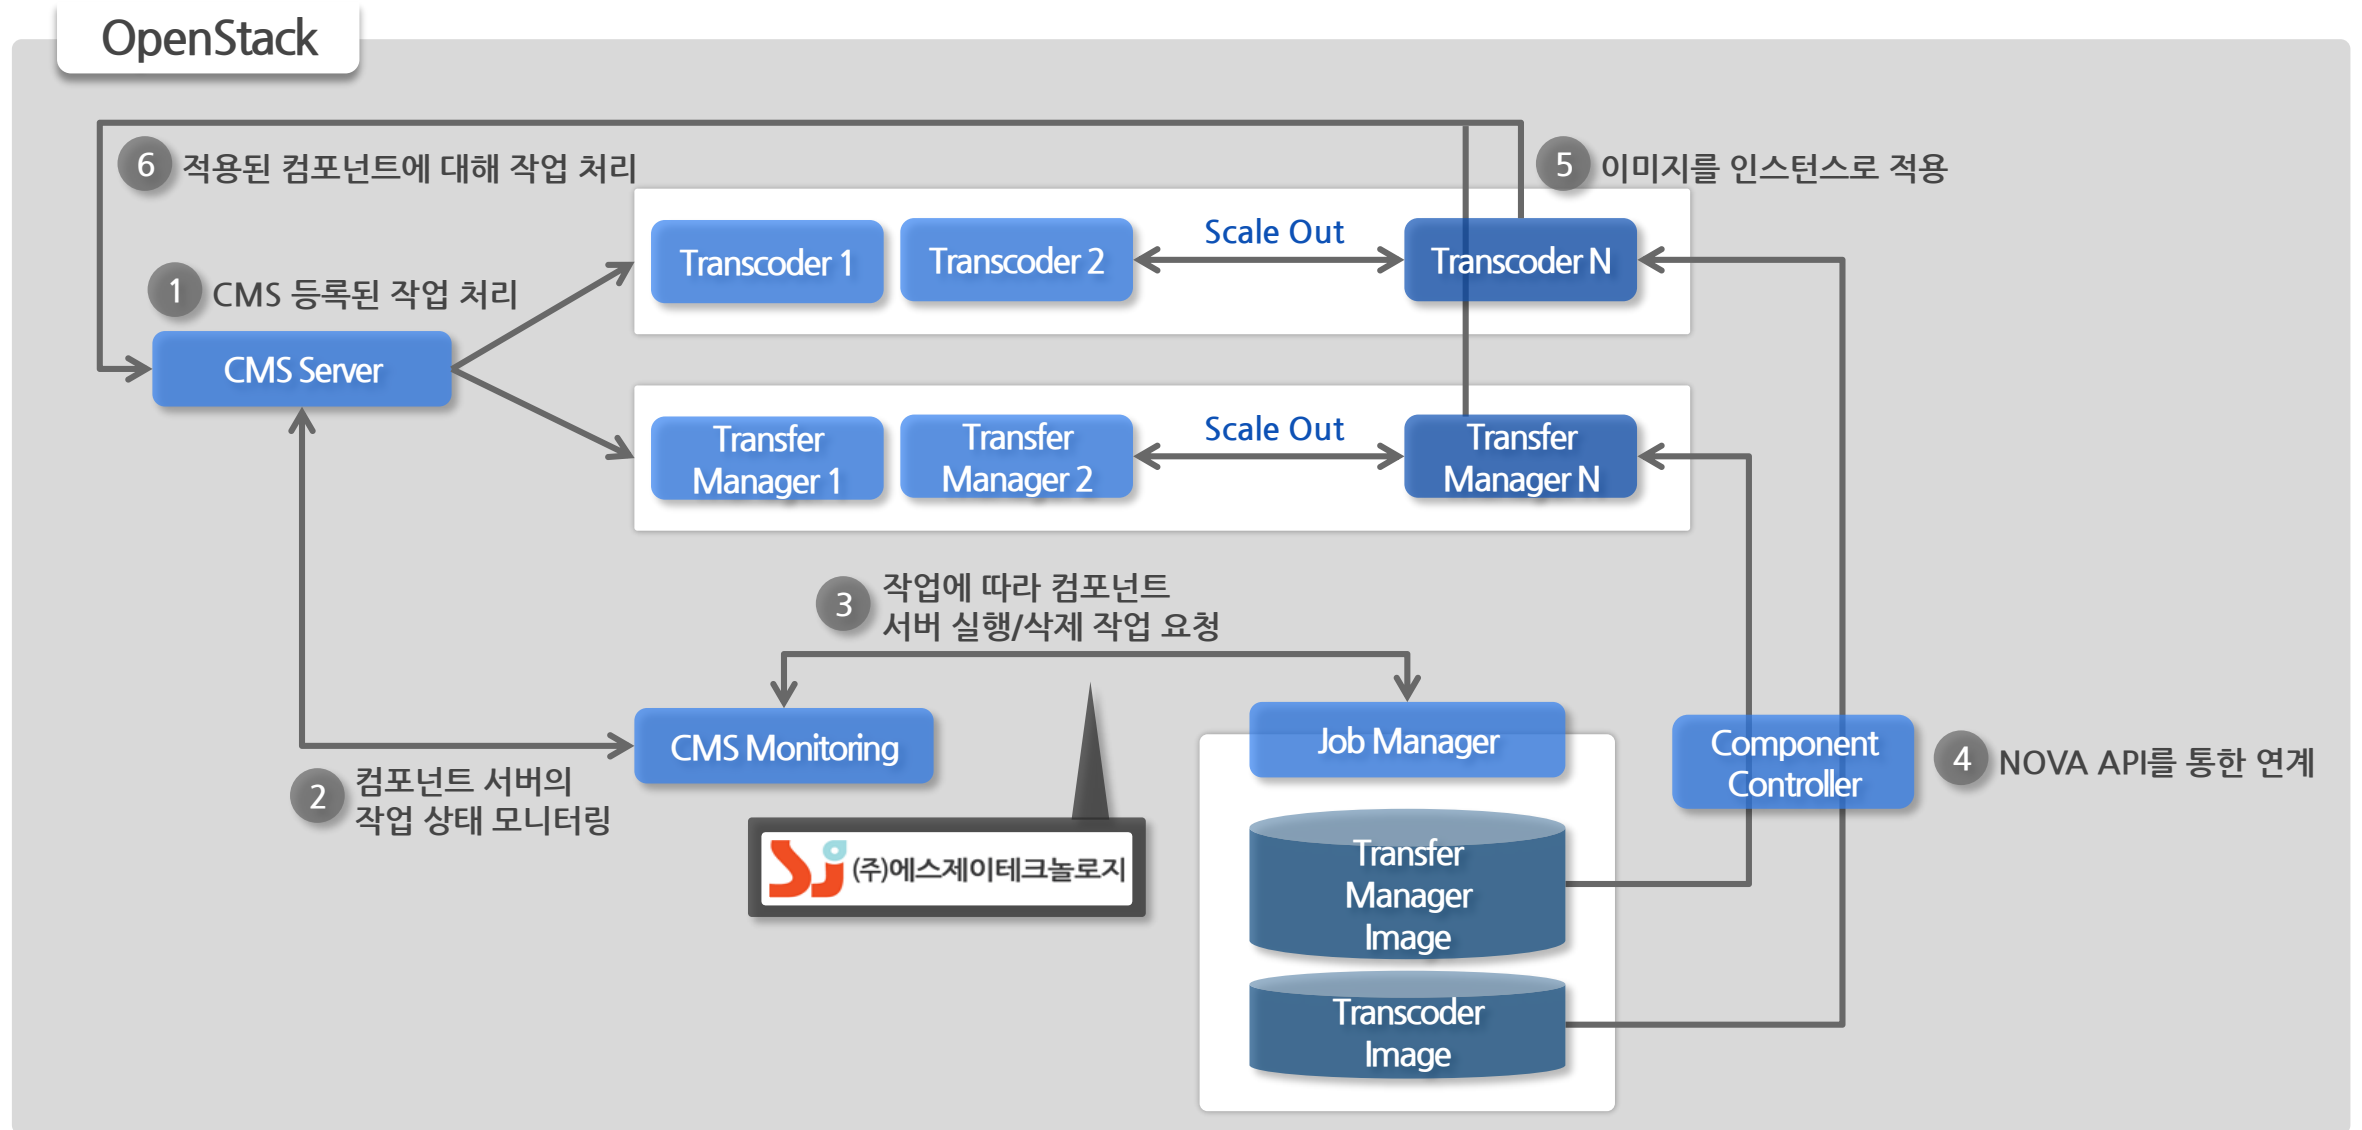 OpenStack
6 적용된 컴포넌트에 대해 작업 처리
5 이미지를 인스턴스로 적용
Transcoder 1
Transcoder 2
Scale Out
Transcoder N
1 CMS 등록된 작업 처리
CMS Server
Transfer
Manager 1
Transfer
Manager 2
Scale Out
Transfer
Manager N
3 작업에 따라 컴포넌트
서버 실행/삭제 작업 요청
CMS Monitoring
2 컴포넌트 서버의
작업 상태 모니터링
Job Manager
Component
Controller
4 NOVA API를 통한 연계
SJ (주)에스제이테크놀로지
Transfer
Manager
Image
Transcoder
Image